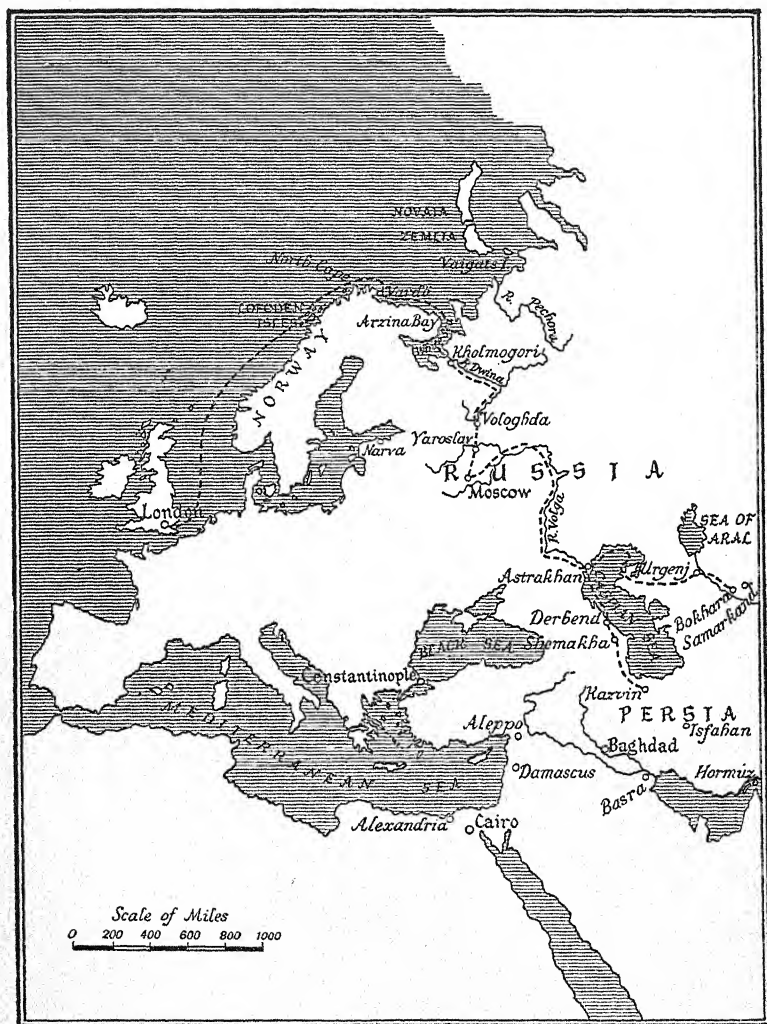 NOVAIA
ZEMLIA
Vaigats I.
North Cape
Vardö
LOFODEN
ISLES
Arzina Bay
R. Pechora
Kholmogori
R. Dwina
NORWAY
Vologhda
Yaroslav
Narva
RUSSIA
Moscow
London
R. Volga
SEA OF
ARAL
Urgenj
Astrakhan
CASPIAN SEA
Bokhara
Samarkand
Derbend
BLACK SEA
Shemakha
Constantinople
Kazvin
PERSIA
Isfahan
MEDITERRANEAN SEA
Aleppo
Baghdad
Damascus
Hormuz
Basra
Alexandria
Cairo
Scale of Miles
0 200 400 600 800 1000